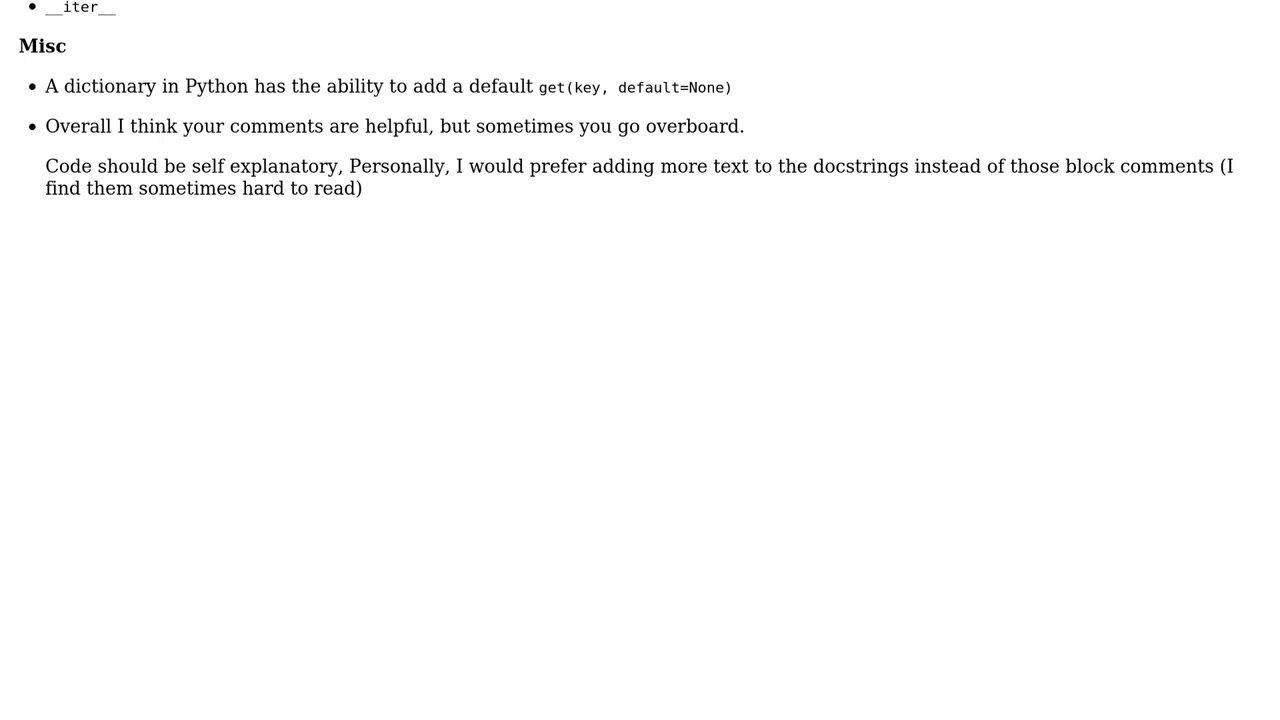 • __iter__
Misc
• A dictionary in Python has the ability to add a default get(key, default=None)
• Overall I think your comments are helpful, but sometimes you go overboard.
Code should be self explanatory, Personally, I would prefer adding more text to the docstrings instead of those block comments (I
find them sometimes hard to read)